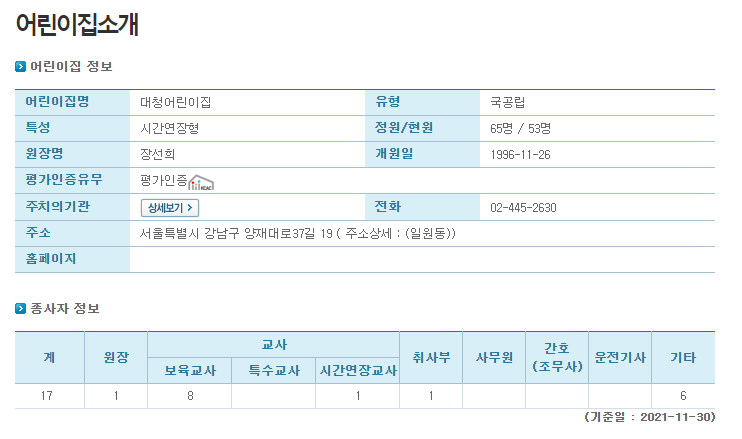 어린이집소개
어린이집 정보
어린이집명 대청어린이집 유형 국공립
특성 시간연장형 정원/현원 65명 / 53명
원장명 장선희 개원일 1996-11-26
평가인증유무 평가인증 KCAC
주치의기관 상세보기 전화 02-445-2630
주소 서울특별시 강남구 양재대로37길 19 ( 주소상세 : (일원동))
홈페이지
종사자 정보
계 원장 교사 취사부 사무원 간호 (조무사) 운전기사 기타
보육교사 특수교사 시간연장교사
17 1 8 1 1 6
(기준일 : 2021-11-30)